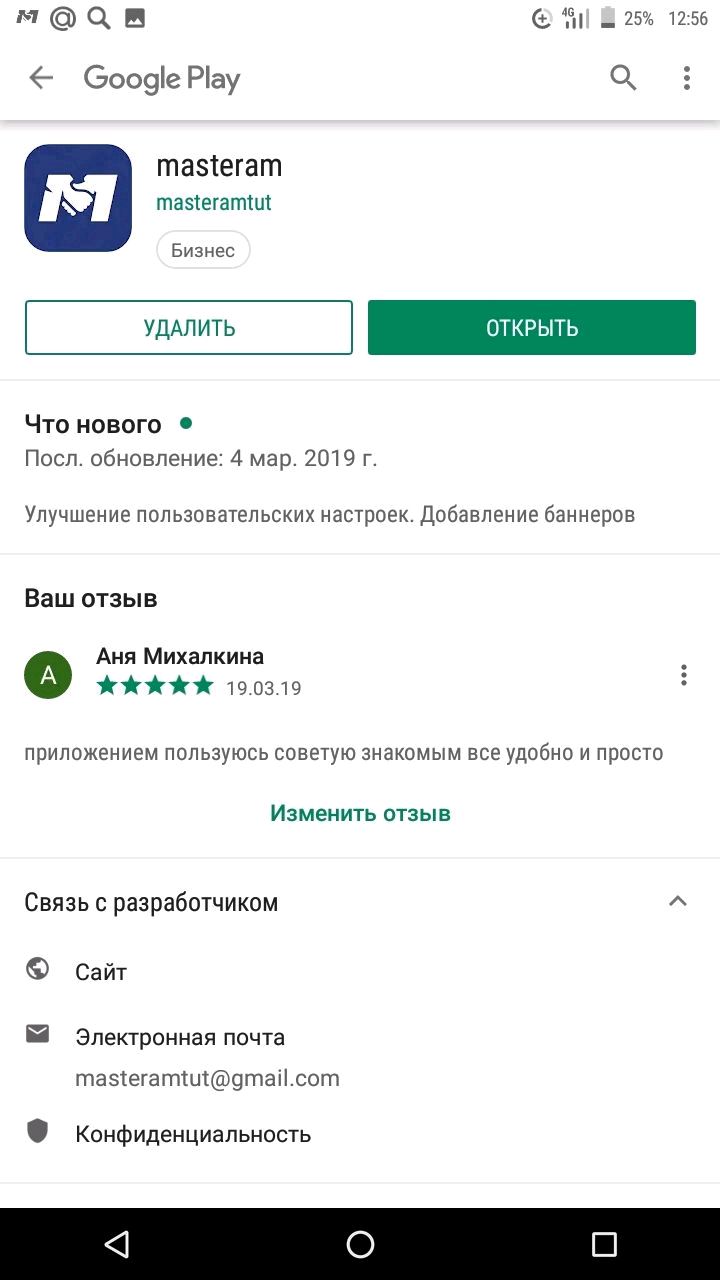 4G 25% 12:56
Google Play
masteram
masteramtut
Бизнес
УДАЛИТЬ
ОТКРЫТЬ
Что нового
Посл. обновление: 4 мар. 2019 г.
Улучшение пользовательских настроек. Добавление баннеров
Ваш отзыв
А
Аня Михалкина
19.03.19
приложением пользуюсь советую знакомым все удобно и просто
Изменить отзыв
Связь с разработчиком
Сайт
Электронная почта
masteramtut@gmail.com
Конфиденциальность